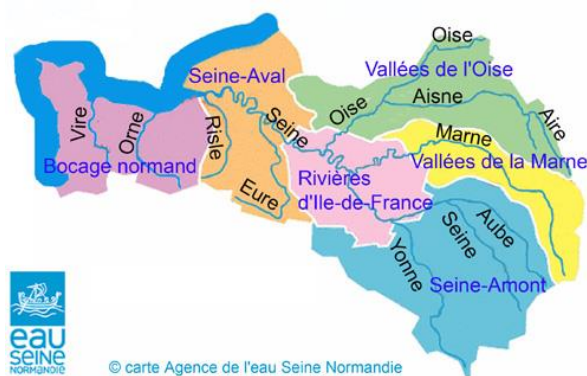 Oise
Seine-Aval
Vallées de l'Oise
Oise
Aisne
Aire
Vire
Orne
Risle
Seine
Marne
Bocage normand
Vallées de la Marne
Eure
Rivières
d'Ile-de-France
Yonne
Seine
Aube
Seine-Amont
eau
SEINE
NORMANDIE
© carte Agence de l'eau Seine Normandie